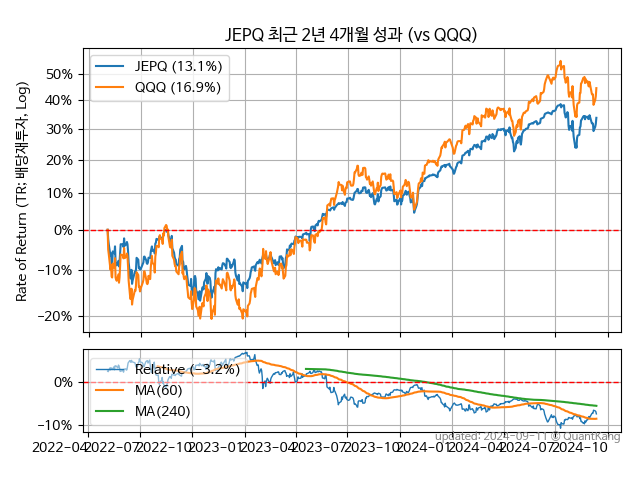 JEPQ 최근 2년 4개월 성과 (vs QQQ)
Rate of Return (TR: 배당재투자, Log)
JEPQ (13.1%)
QQQ (16.9%)
50%
40%
30%
20%
10%
0%
−10%
−20%
Relative (−3.2%)
MA(60)
MA(240)
0%
−10%
2022-04
2022-07
2022-10
2023-01
2023-04
2023-07
2023-10
2024-01
2024-04
2024-07
2024-10
updated: 2024-09-11 © QuantKang